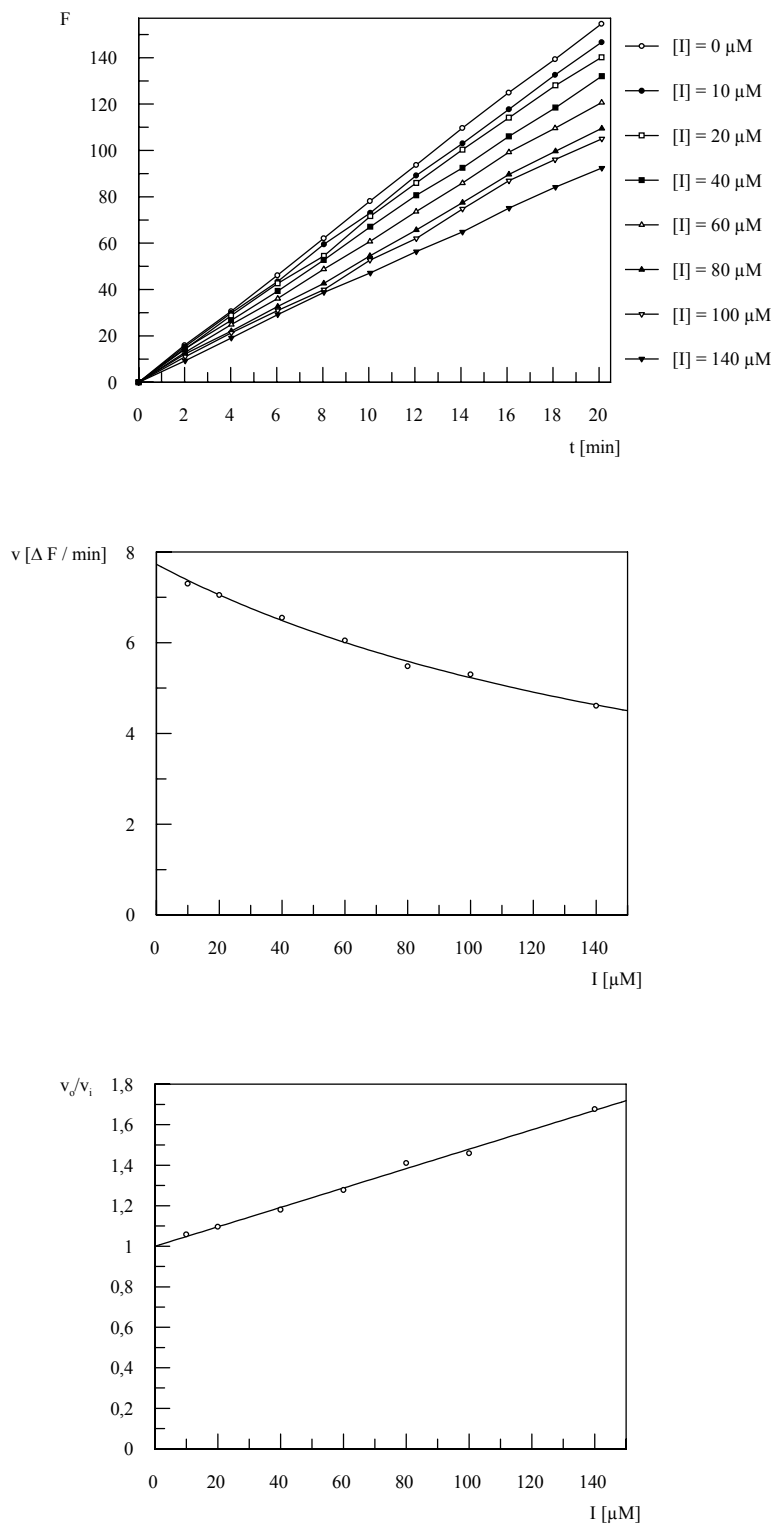 F
140
120
100
80
60
40
20
0
0 2 4 6 8 10 12 14 16 18 20
t [min]
[I] = 0 µM
[I] = 10 µM
[I] = 20 µM
[I] = 40 µM
[I] = 60 µM
[I] = 80 µM
[I] = 100 µM
[I] = 140 µM
v [Δ F / min]
8
6
4
2
0
0 20 40 60 80 100 120 140
I [µM]
v₀/vᵢ
1,8
1,6
1,4
1,2
1
0,8
0,6
0,4
0,2
0
0 20 40 60 80 100 120 140
I [µM]